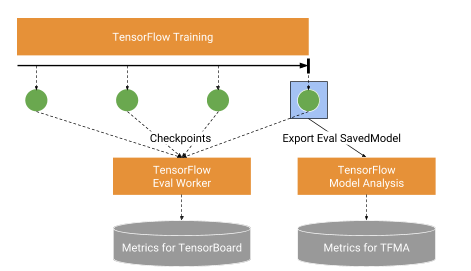 TensorFlow Training
Checkpoints
Export Eval SavedModel
TensorFlow
Eval Worker
TensorFlow
Model Analysis
Metrics for TensorBoard
Metrics for TFMA